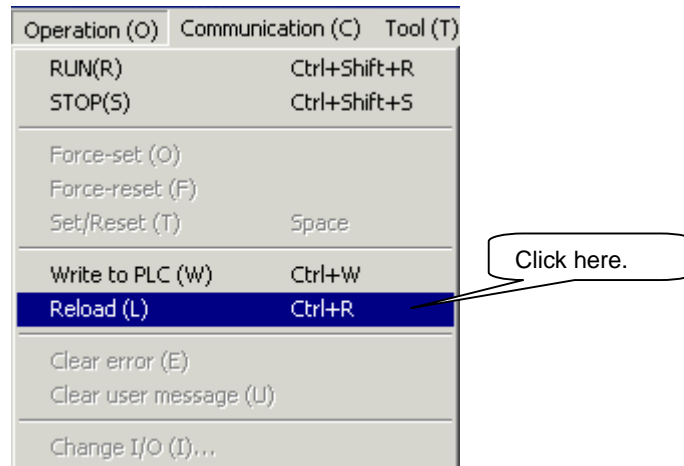 Operation (O) Communication (C) Tool (T)
RUN(R) Ctrl+Shift+R
STOP(S) Ctrl+Shift+S
Force-set (O)
Force-reset (F)
Set/Reset (T) Space
Write to PLC (W) Ctrl+W
Click here.
Reload (L) Ctrl+R
Clear error (E)
Clear user message (U)
Change I/O (I)...